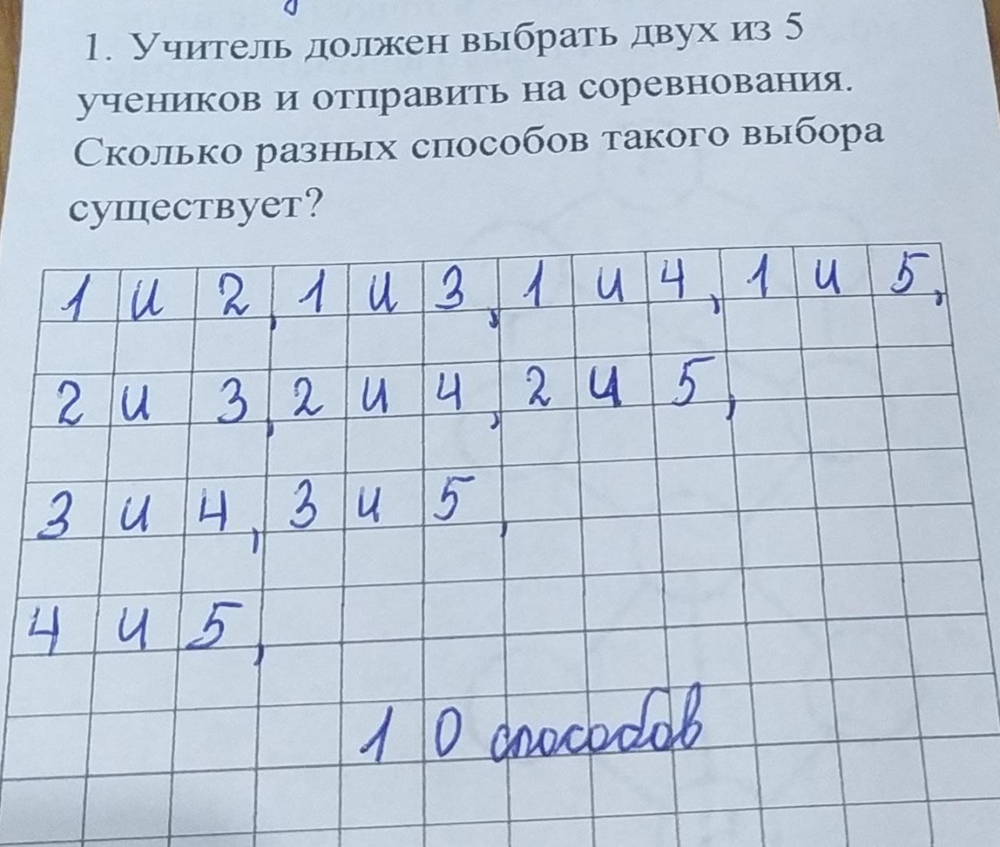 1. Учитель должен выбрать двух из 5
учеников и отправить на соревнования.
Сколько разных способов такого выбора
существует?
1 и 2, 1 и 3, 1 и 4, 1 и 5,
2 и 3, 2 и 4, 2 и 5,
3 и 4, 3 и 5,
4 и 5,
10 способов